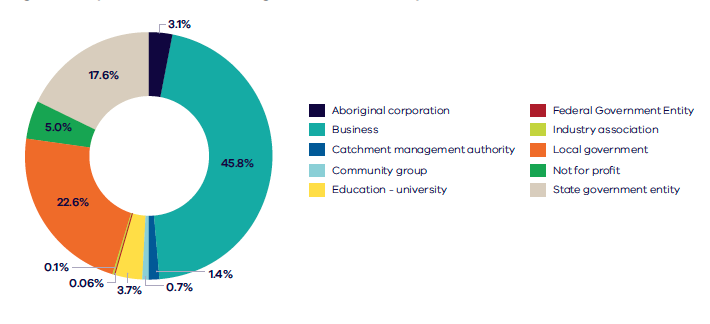 3.1%
17.6%
5.0%
45.8%
22.6%
0.1%
0.06%
3.7%
0.7%
1.4%
Aboriginal corporation
Business
Catchment management authority
Community group
Education - university
Federal Government Entity
Industry association
Local government
Not for profit
State government entity